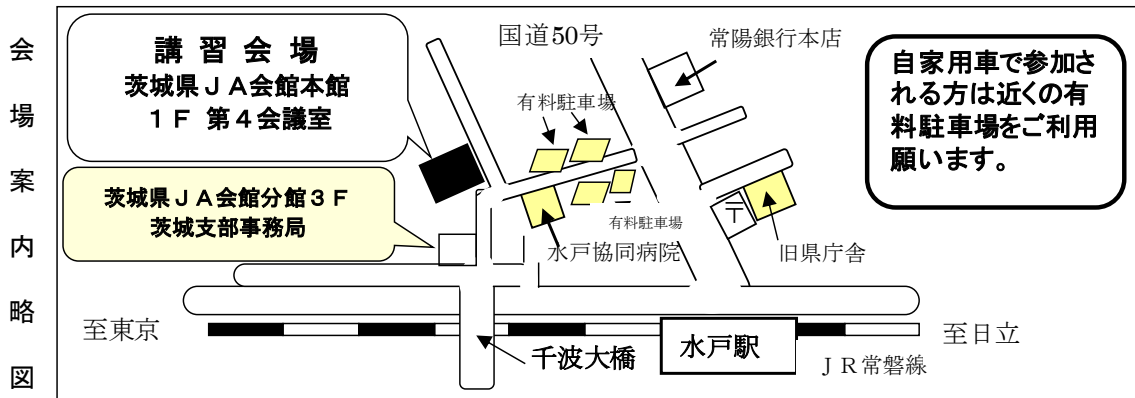 会場案内略図
講習会場
茨城県ＪＡ会館本館
１Ｆ 第４会議室
茨城県ＪＡ会館分館３Ｆ
茨城支部事務局
国道50号
常陽銀行本店
有料駐車場
自家用車で参加さ
れる方は近くの有
料駐車場をご利用
願います。
有料駐車場
〒
水戸協同病院
旧県庁舎
至東京
千波大橋
水戸駅
ＪＲ常磐線
至日立